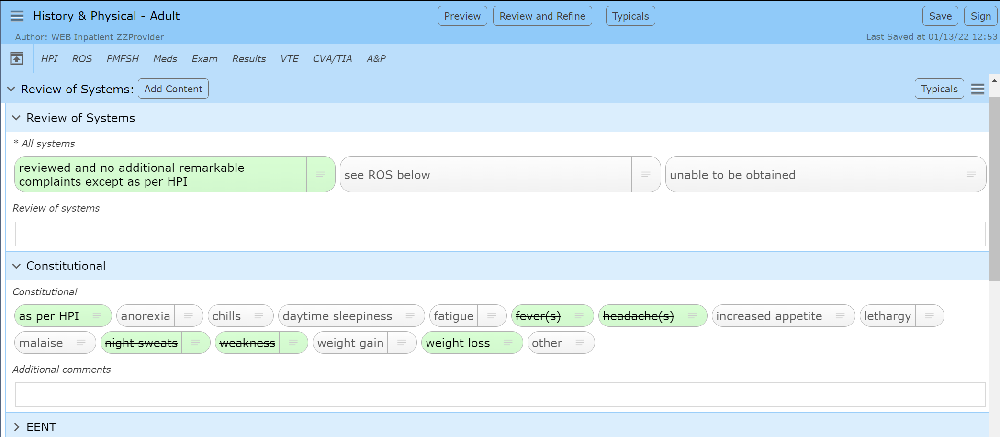 History & Physical - Adult
Preview
Review and Refine
Typicals
Save
Sign
Author: WEB Inpatient ZZProvider
Last Saved at 01/13/22 12:53
HPI ROS PMFSH Meds Exam Results VTE CVA/TIA A&P
Review of Systems: Add Content
Typicals
Review of Systems
* All systems
reviewed and no additional remarkable
complaints except as per HPI
see ROS below
unable to be obtained
Review of systems
Constitutional
Constitutional
as per HPI anorexia chills daytime sleepiness fatigue fever(s) headache(s) increased appetite lethargy
malaise night sweats weakness weight gain weight loss other
Additional comments
EENT